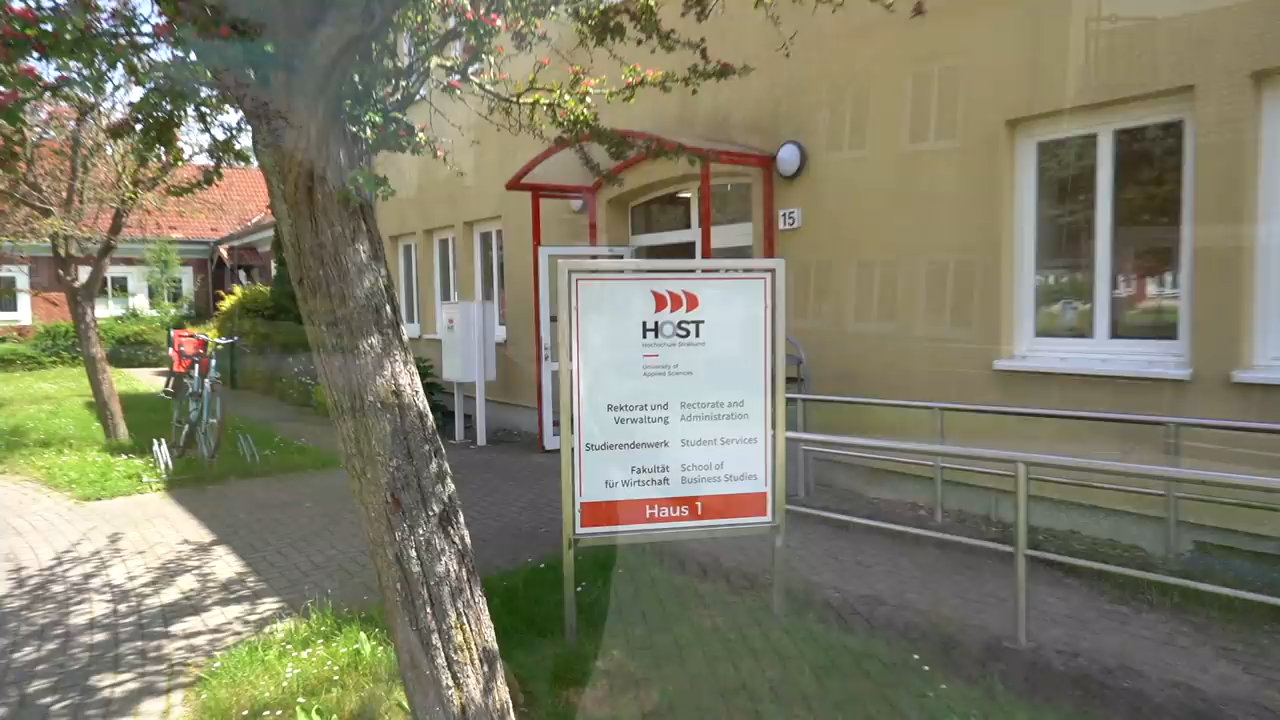 15
HOST
Hochschule Stralsund
University of
Applied Sciences
Rektorat und
Verwaltung
Rectorate and
Administration
Studierendenwerk
Student Services
Fakultät
für Wirtschaft
School of
Business Studies
Haus 1